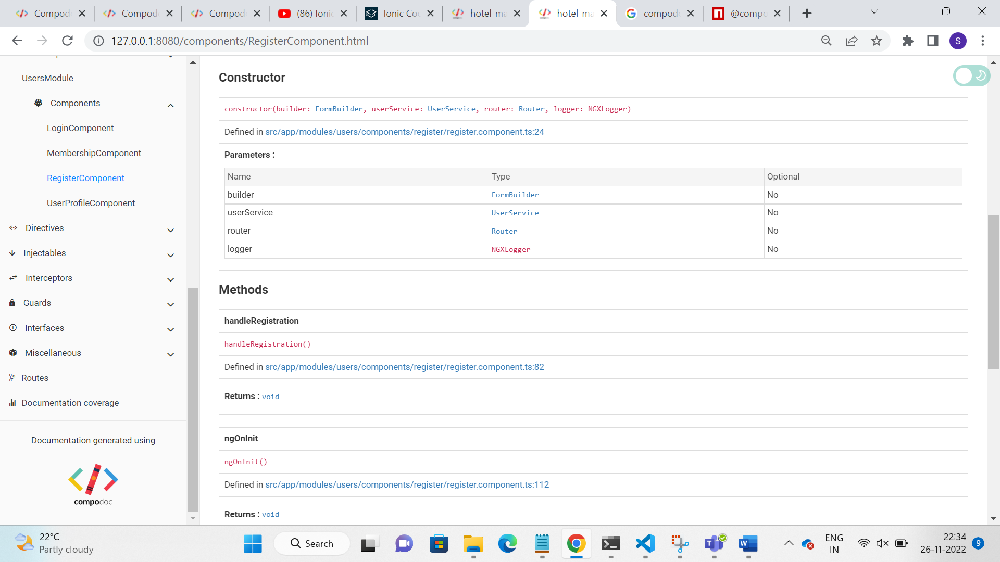 Compod
Compod
Compod
(86) Ionic
Ionic Coc
hotel-ma
hotel-ma
compod
@compo
127.0.0.1:8080/components/RegisterComponent.html
S
UsersModule
Components
LoginComponent
MembershipComponent
RegisterComponent
UserProfileComponent
Directives
Injectables
Interceptors
Guards
Interfaces
Miscellaneous
Routes
Documentation coverage
Documentation generated using
compodoc
Constructor
constructor(builder: FormBuilder, userService: UserService, router: Router, logger: NGXLogger)
Defined in src/app/modules/users/components/register/register.component.ts:24
Parameters :
Name Type Optional
builder FormBuilder No
userService UserService No
router Router No
logger NGXLogger No
Methods
handleRegistration
handleRegistration()
Defined in src/app/modules/users/components/register/register.component.ts:82
Returns : void
ngOnInit
ngOnInit()
Defined in src/app/modules/users/components/register/register.component.ts:112
Returns : void
22°C
Partly cloudy
Search
ENG
IN
22:34
26-11-2022
9